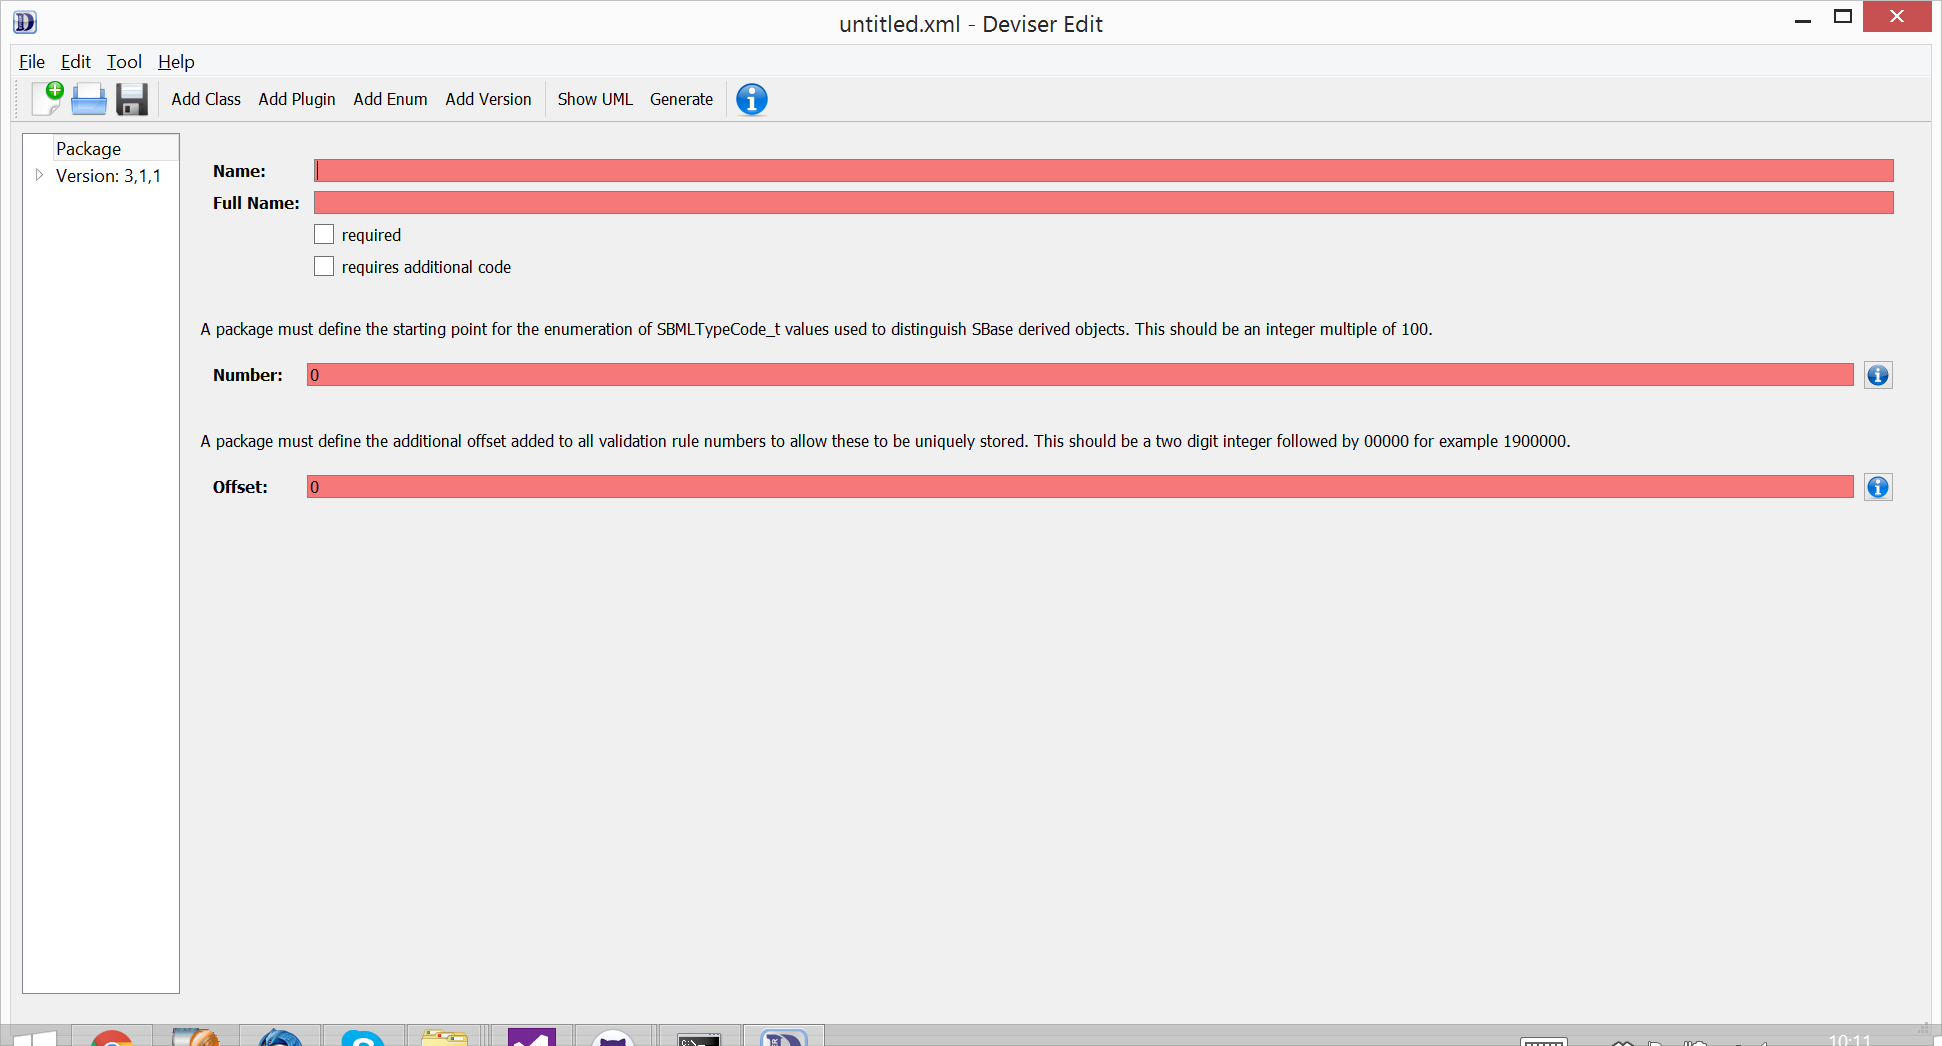 untitled.xml - Deviser Edit
File Edit Tool Help
Add Class Add Plugin Add Enum Add Version Show UML Generate
Package
Version: 3,1,1
Name:
Full Name:
required
requires additional code
A package must define the starting point for the enumeration of SBMLTypeCode_t values used to distinguish SBase derived objects. This should be an integer multiple of 100.
Number: 0
A package must define the additional offset added to all validation rule numbers to allow these to be uniquely stored. This should be a two digit integer followed by 00000 for example 1900000.
Offset: 0
10:11